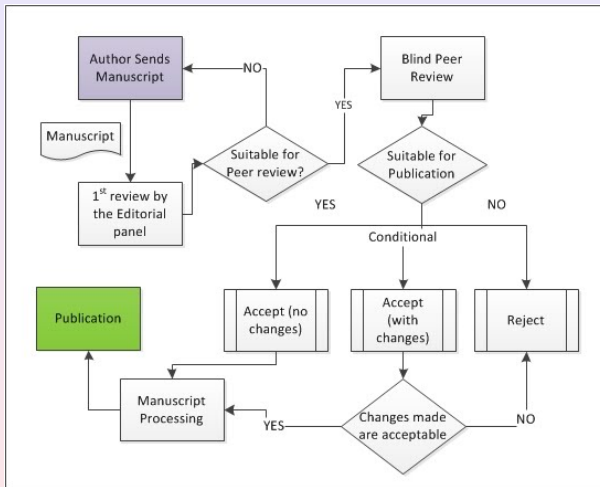 Author Sends
Manuscript
NO
Blind Peer
Review
YES
Manuscript
Suitable for
Peer review?
Suitable for
Publication
1st review by
the Editorial
panel
YES
NO
Conditional
Publication
Accept (no
changes)
Accept
(with
changes)
Reject
Manuscript
Processing
YES
Changes made
are acceptable
NO